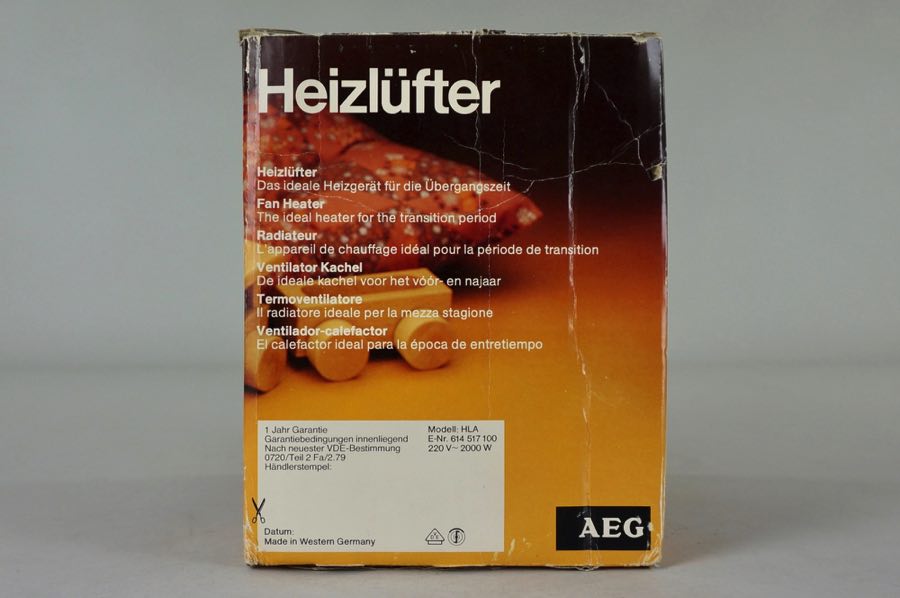 Heizlüfter
Heizlüfter
Das ideale Heizgerät für die Übergangszeit
Fan Heater
The ideal heater for the transition period
Radiateur
L'appareil de chauffage idéal pour la période de transition
Ventilator Kachel
De ideale kachel voor het vóór- en najaar
Termoventilatore
Il radiatore ideale per la mezza stagione
Ventilador-calefactor
El calefactor ideal para la época de entretiempo
1 Jahr Garantie
Garantiebedingungen innenliegend
Nach neuester VDE-Bestimmung
0720/Teil 2 Fa/2.79
Händlerstempel:
Modell: HLA
E-Nr. 614 517 100
220 V~ 2000 W
Datum:
Made in Western Germany
AEG